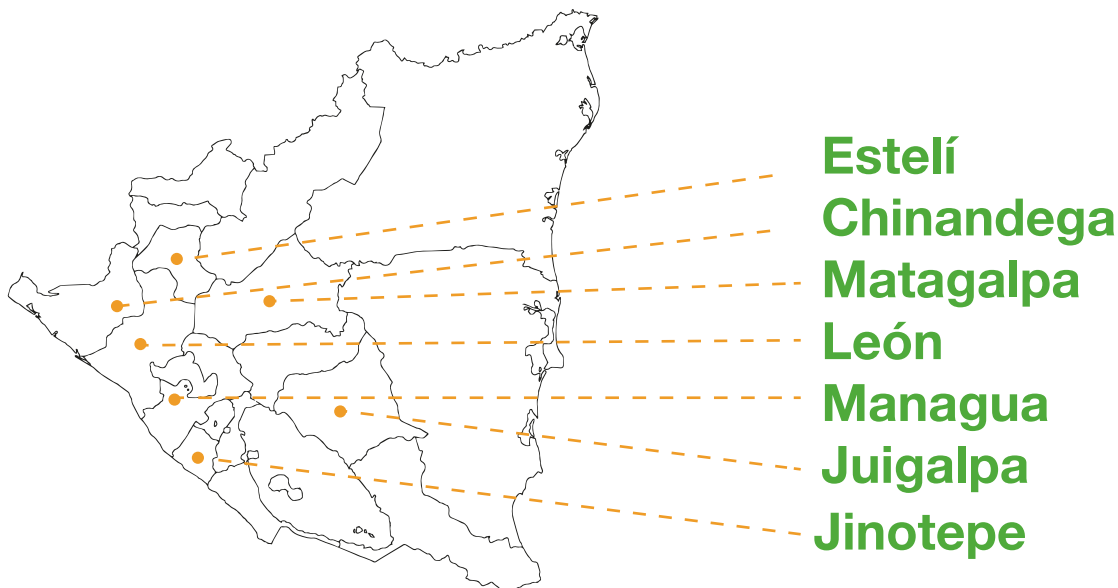 Estelí
Chinandega
Matagalpa
León
Managua
Juigalpa
Jinotepe